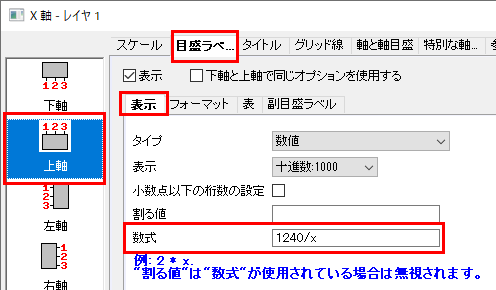 X 軸 - レイヤ 1
スケール 目盛ラベ... タイトル グリッド線 軸と軸目盛 特別な軸...
表示 下軸と上軸で同じオプションを使用する
表示 フォーマット 表 副目盛ラベル
1 2 3
下軸
1 2 3
上軸
1
2
3
左軸
1
2
3
右軸
タイプ 数値
表示 十進数:1000
小数点以下の桁数の設定
割る値
数式 1240/x
例: 2 * x.
"割る値"は"数式"が使用されている場合は無視されます。